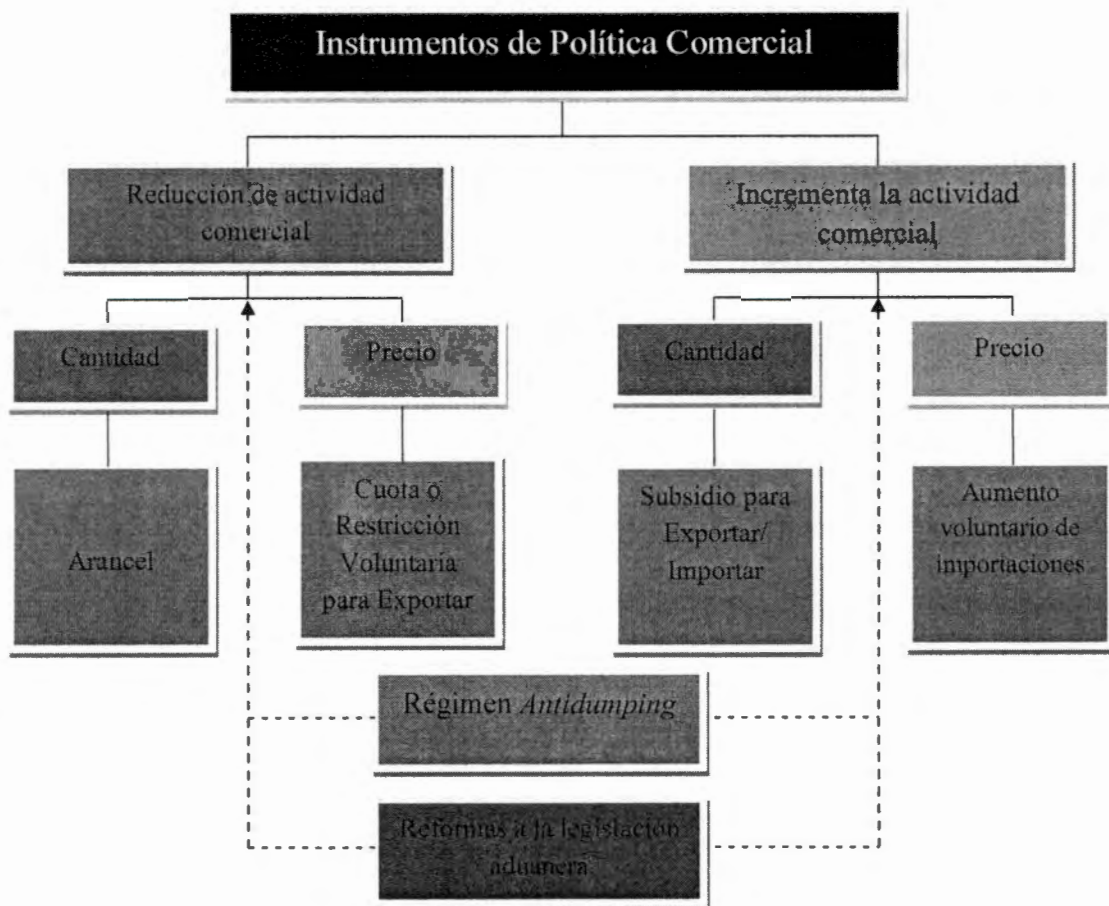 Instrumentos de Política Comercial
Reducción de actividad
comercial
Incrementa la actividad
comercial
Cantidad
Precio
Cantidad
Precio
Arancel
Cuota o
Restricción
Voluntaria
para Exportar
Subsidio para
Exportar/
Importar
Aumento
voluntario de
importaciones
Régimen Antidumping
Reformas a la legislación
aduanera